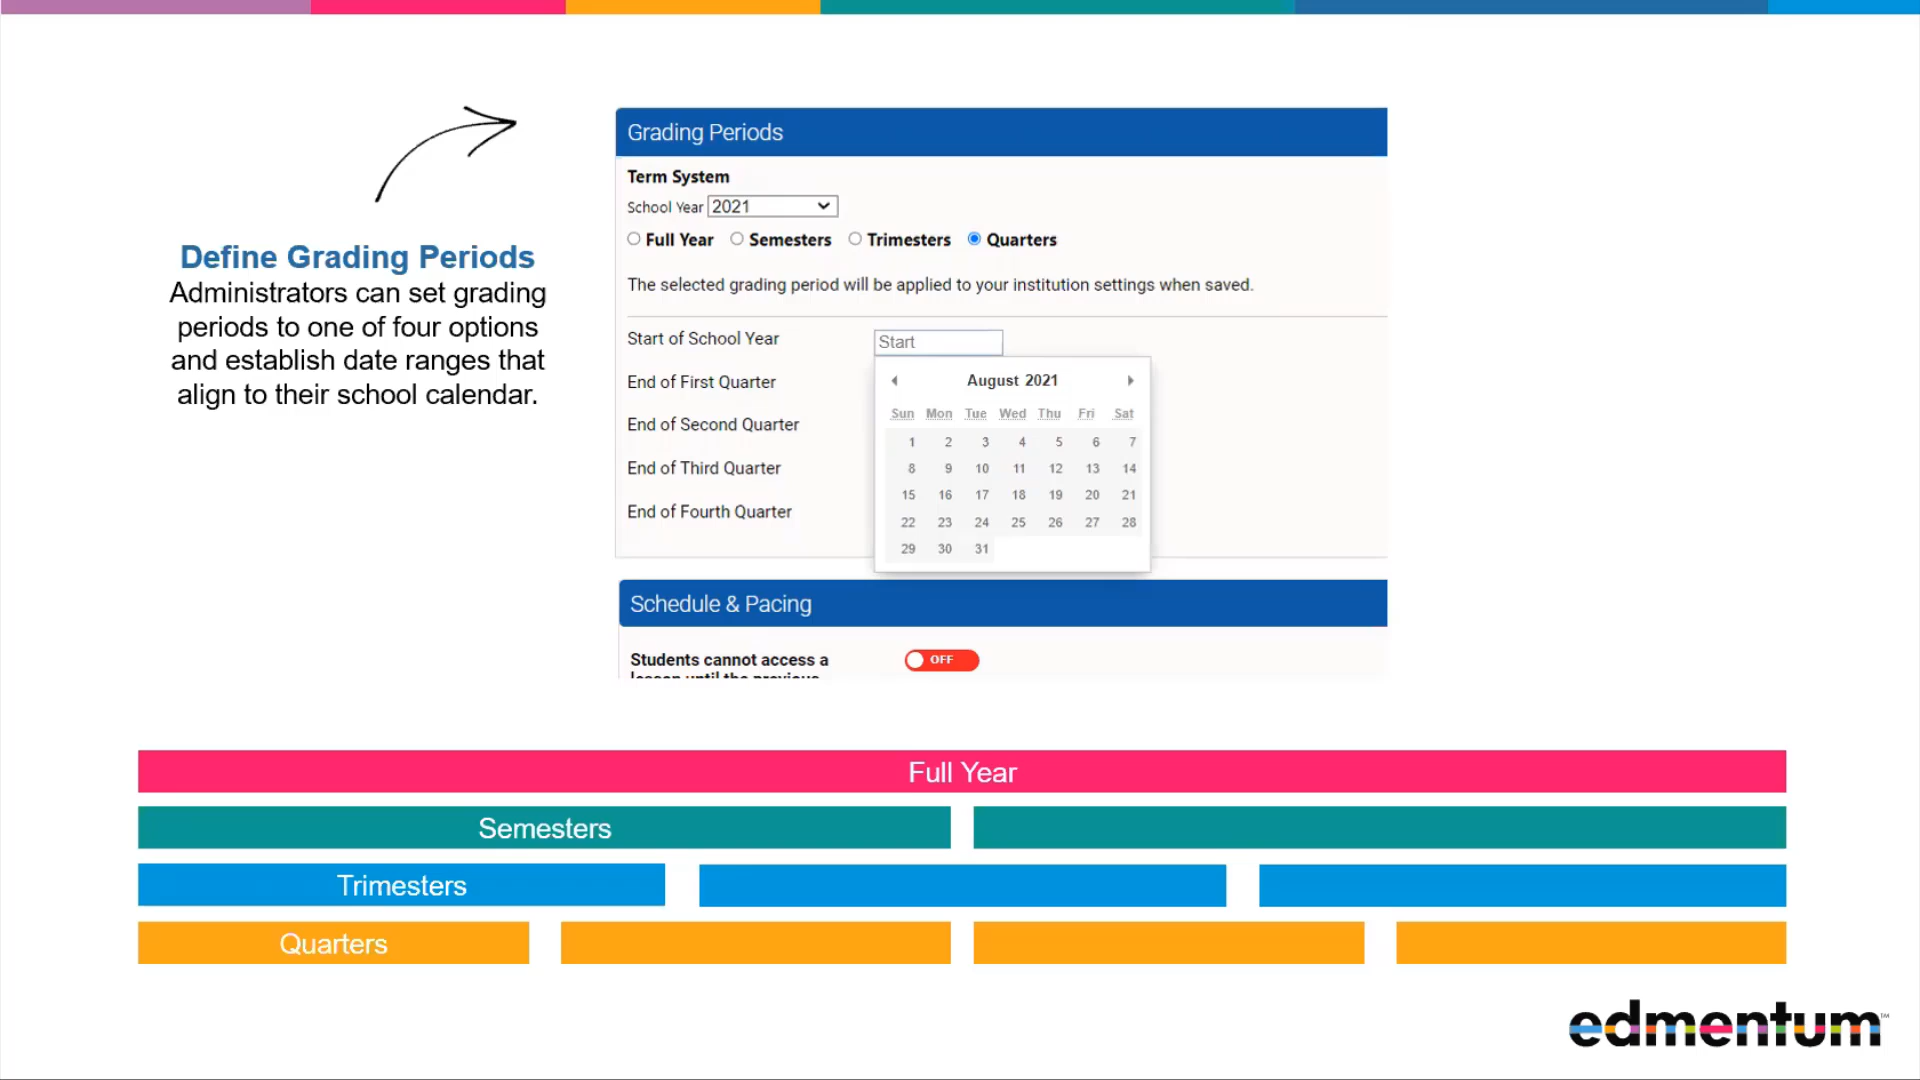 Define Grading Periods
Administrators can set grading
periods to one of four options
and establish date ranges that
align to their school calendar.
Grading Periods
Term System
School Year 2021
Full Year Semesters Trimesters Quarters
The selected grading period will be applied to your institution settings when saved.
Start of School Year Start
End of First Quarter
End of Second Quarter
End of Third Quarter
End of Fourth Quarter
August 2021
Sun Mon Tue Wed Thu Fri Sat
1 2 3 4 5 6 7
8 9 10 11 12 13 14
15 16 17 18 19 20 21
22 23 24 25 26 27 28
29 30 31
Schedule & Pacing
Students cannot access a OFF
lesson until the previous
Full Year
Semesters
Trimesters
Quarters
edmentum™